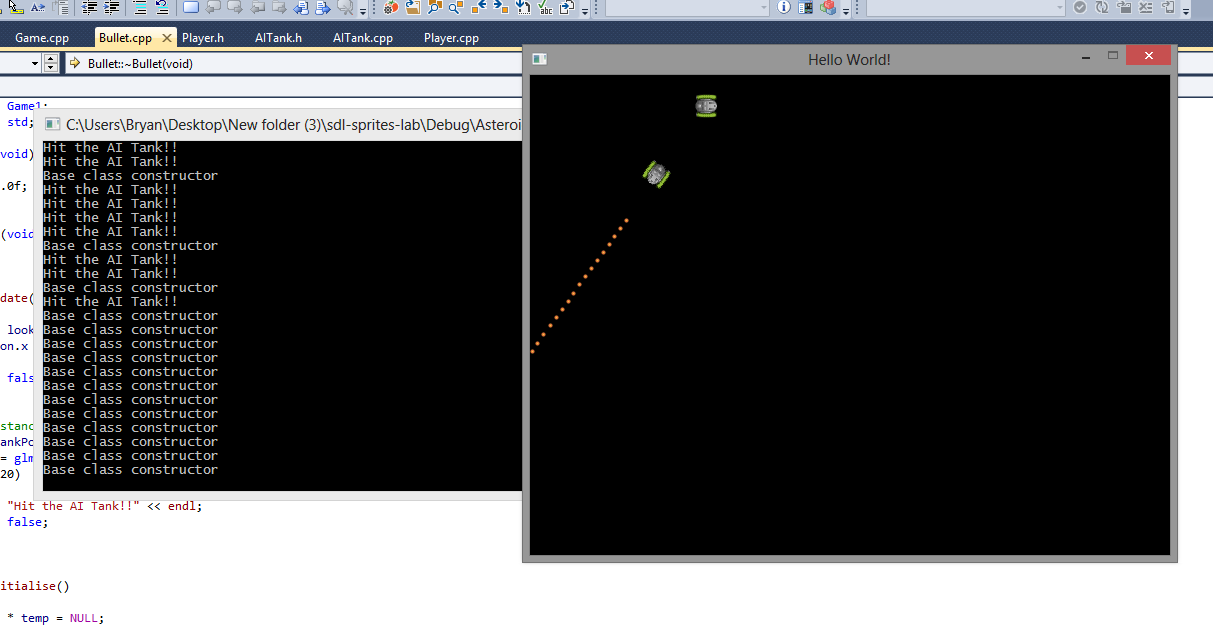 Game.cpp Bullet.cpp Player.h AITank.h AITank.cpp Player.cpp
Bullet::~Bullet(void)
Hello World!
Game1;
std;
void)
.0f;
(void
date(
look
on.x
fals
stanc
ankPo
= glm
20)
"Hit the AI Tank!!" << endl;
false;
itialise()
* temp = NULL;
C:\Users\Bryan\Desktop\New folder (3)\sdl-sprites-lab\Debug\Asteroi
Hit the AI Tank!!
Hit the AI Tank!!
Base class constructor
Hit the AI Tank!!
Hit the AI Tank!!
Hit the AI Tank!!
Hit the AI Tank!!
Base class constructor
Hit the AI Tank!!
Hit the AI Tank!!
Base class constructor
Hit the AI Tank!!
Base class constructor
Base class constructor
Base class constructor
Base class constructor
Base class constructor
Base class constructor
Base class constructor
Base class constructor
Base class constructor
Base class constructor
Base class constructor
Base class constructor